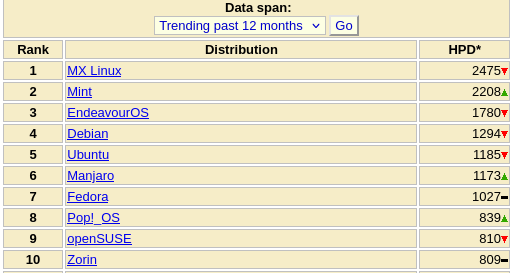 Data span:
Trending past 12 months Go
Rank Distribution HPD*
1 MX Linux 2475
2 Mint 2208
3 EndeavourOS 1780
4 Debian 1294
5 Ubuntu 1185
6 Manjaro 1173
7 Fedora 1027
8 Pop!_OS 839
9 openSUSE 810
10 Zorin 809